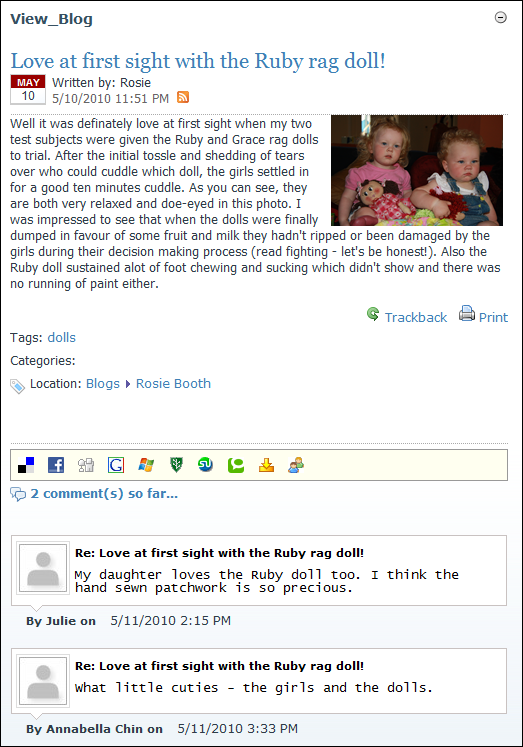 View_Blog
Love at first sight with the Ruby rag doll!
MAY
10
Written by: Rosie
5/10/2010 11:51 PM
Well it was definately love at first sight when my two
test subjects were given the Ruby and Grace rag dolls
to trial. After the initial tossle and shedding of tears
over who could cuddle which doll, the girls settled in
for a good ten minutes cuddle. As you can see, they
are both very relaxed and doe-eyed in this photo. I
was impressed to see that when the dolls were finally
dumped in favour of some fruit and milk they hadn't ripped or been damaged by the
girls during their decision making process (read fighting - let's be honest!). Also the
Ruby doll sustained alot of foot chewing and sucking which didn't show and there was
no running of paint either.
Trackback Print
Tags: dolls
Categories:
Location: Blogs Rosie Booth
2 comment(s) so far...
Re: Love at first sight with the Ruby rag doll!
My daughter loves the Ruby doll too. I think the
hand sewn patchwork is so precious.
By Julie on 5/11/2010 2:15 PM
Re: Love at first sight with the Ruby rag doll!
What little cuties - the girls and the dolls.
By Annabella Chin on 5/11/2010 3:33 PM